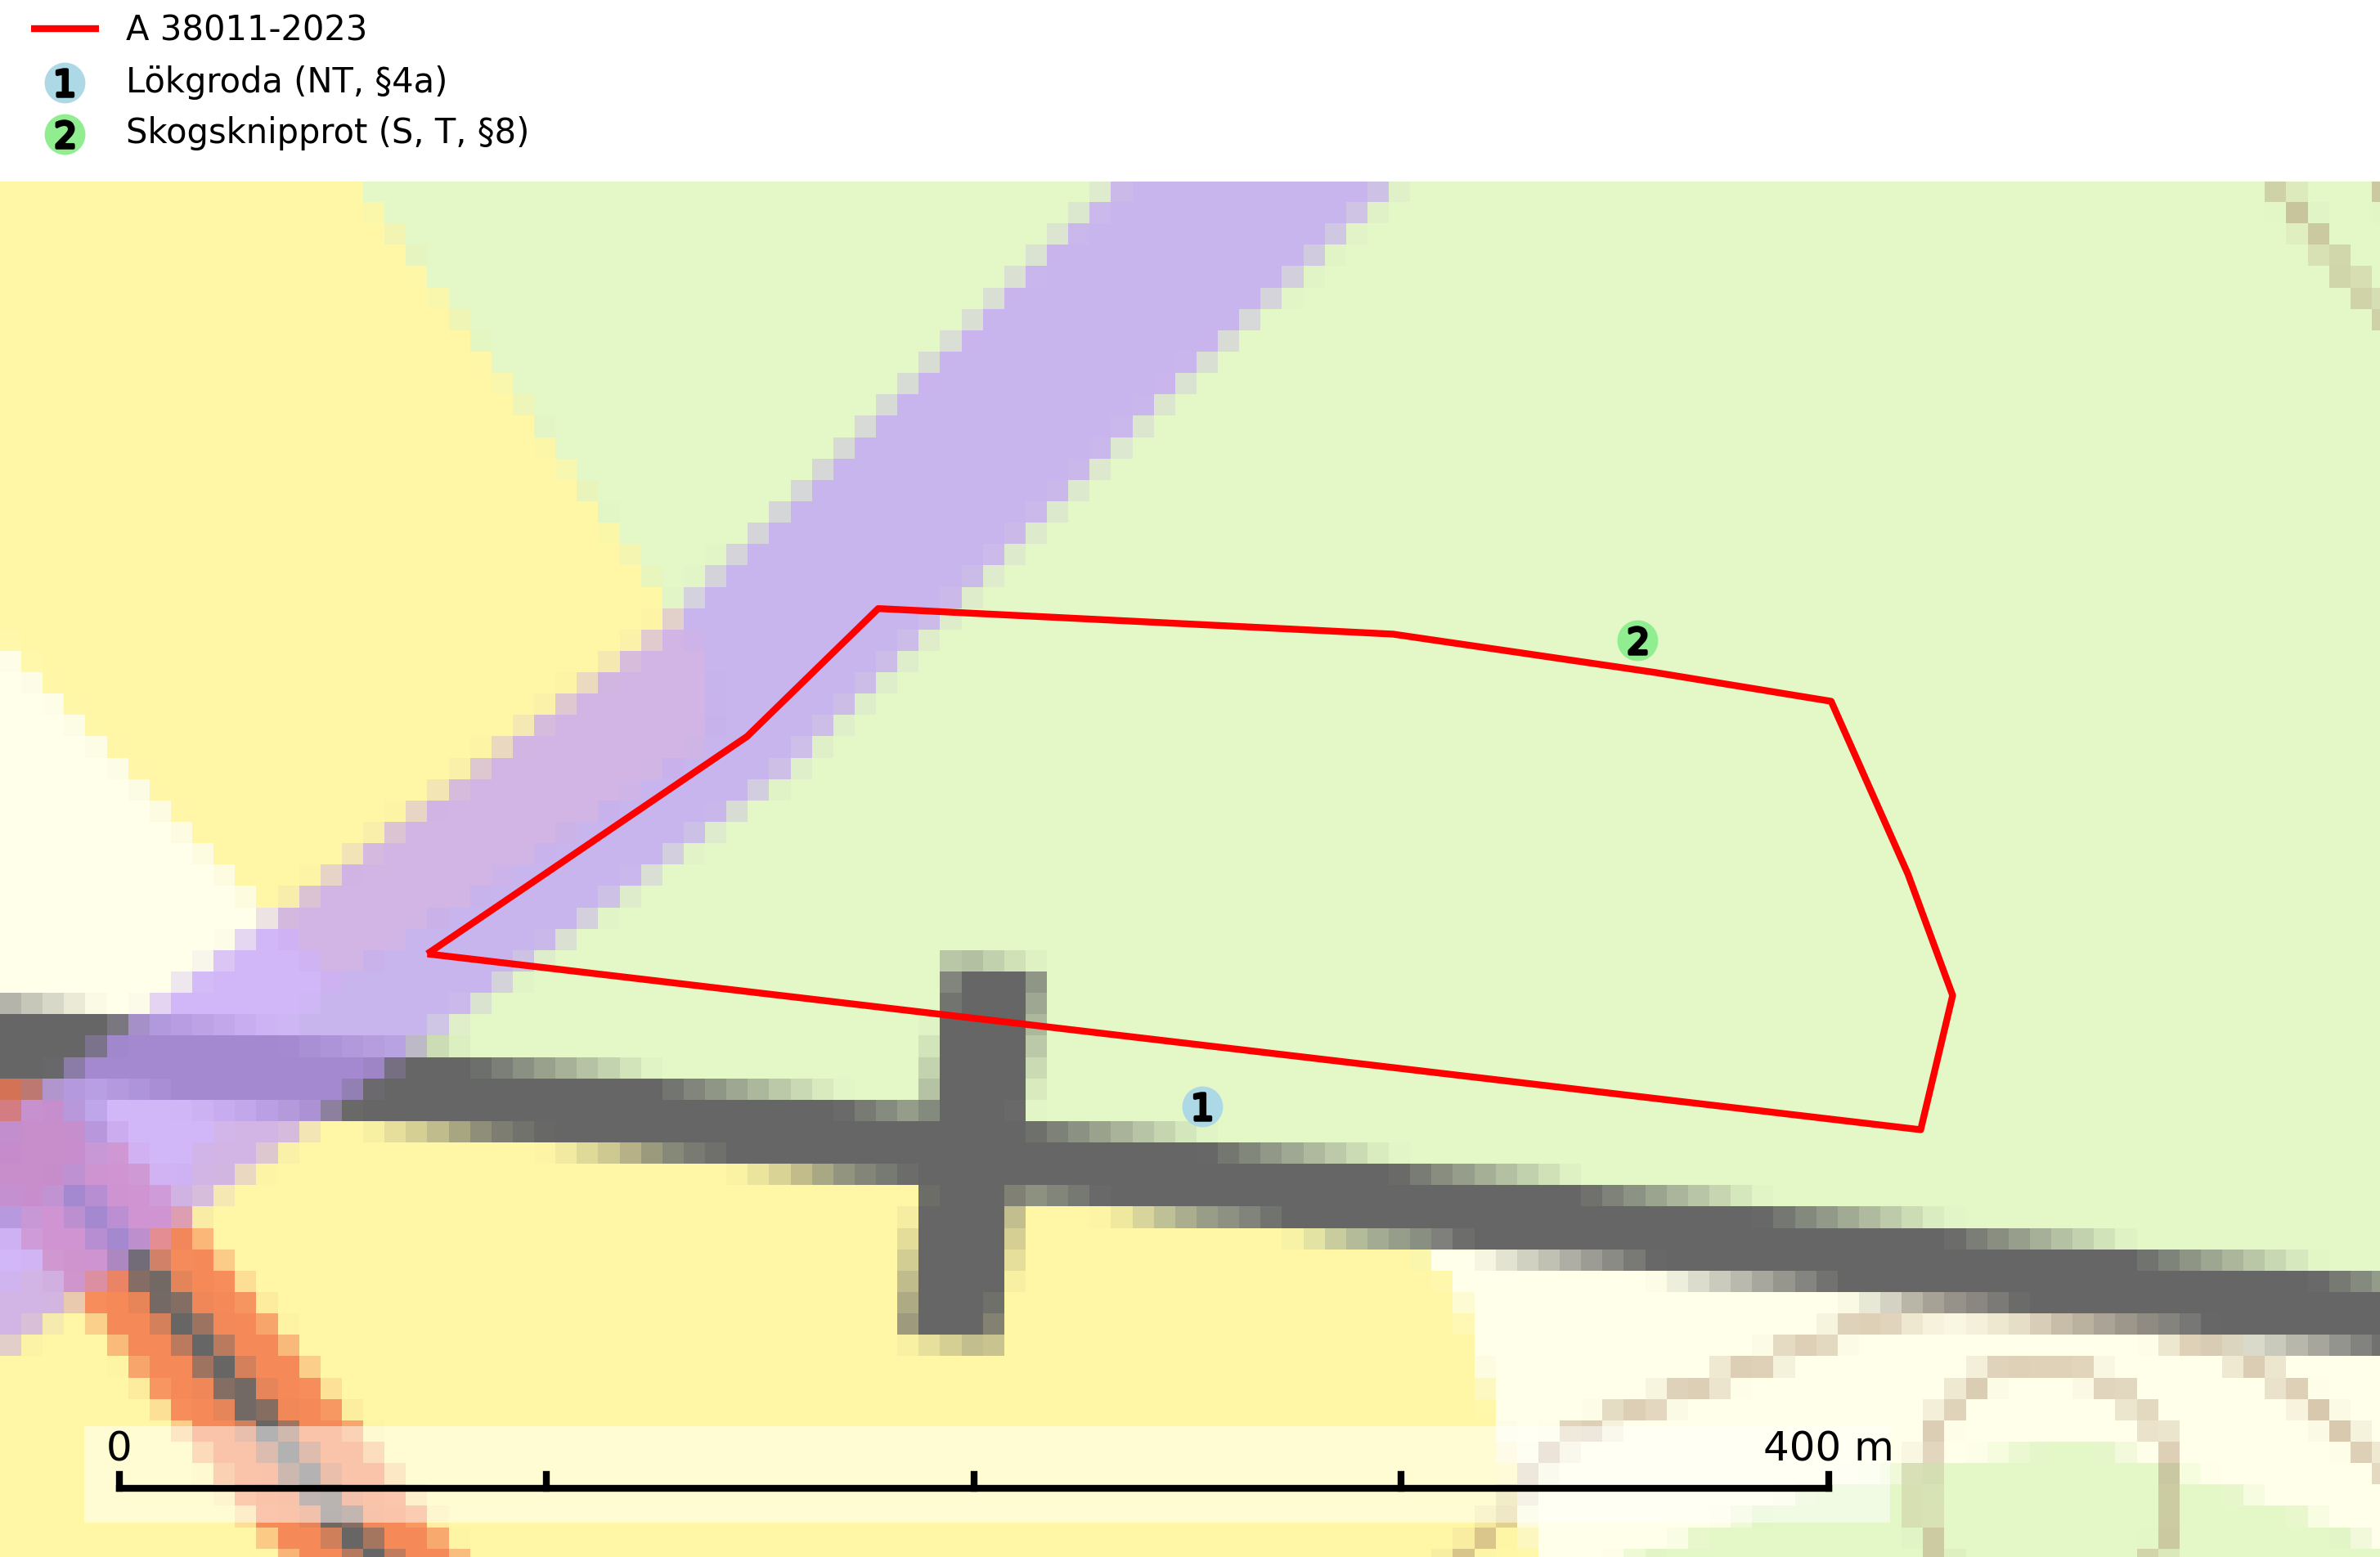 A 38011-2023
1 Lökgroda (NT, §4a)
2 Skogsknipprot (S, T, §8)
2
1
0 400 m